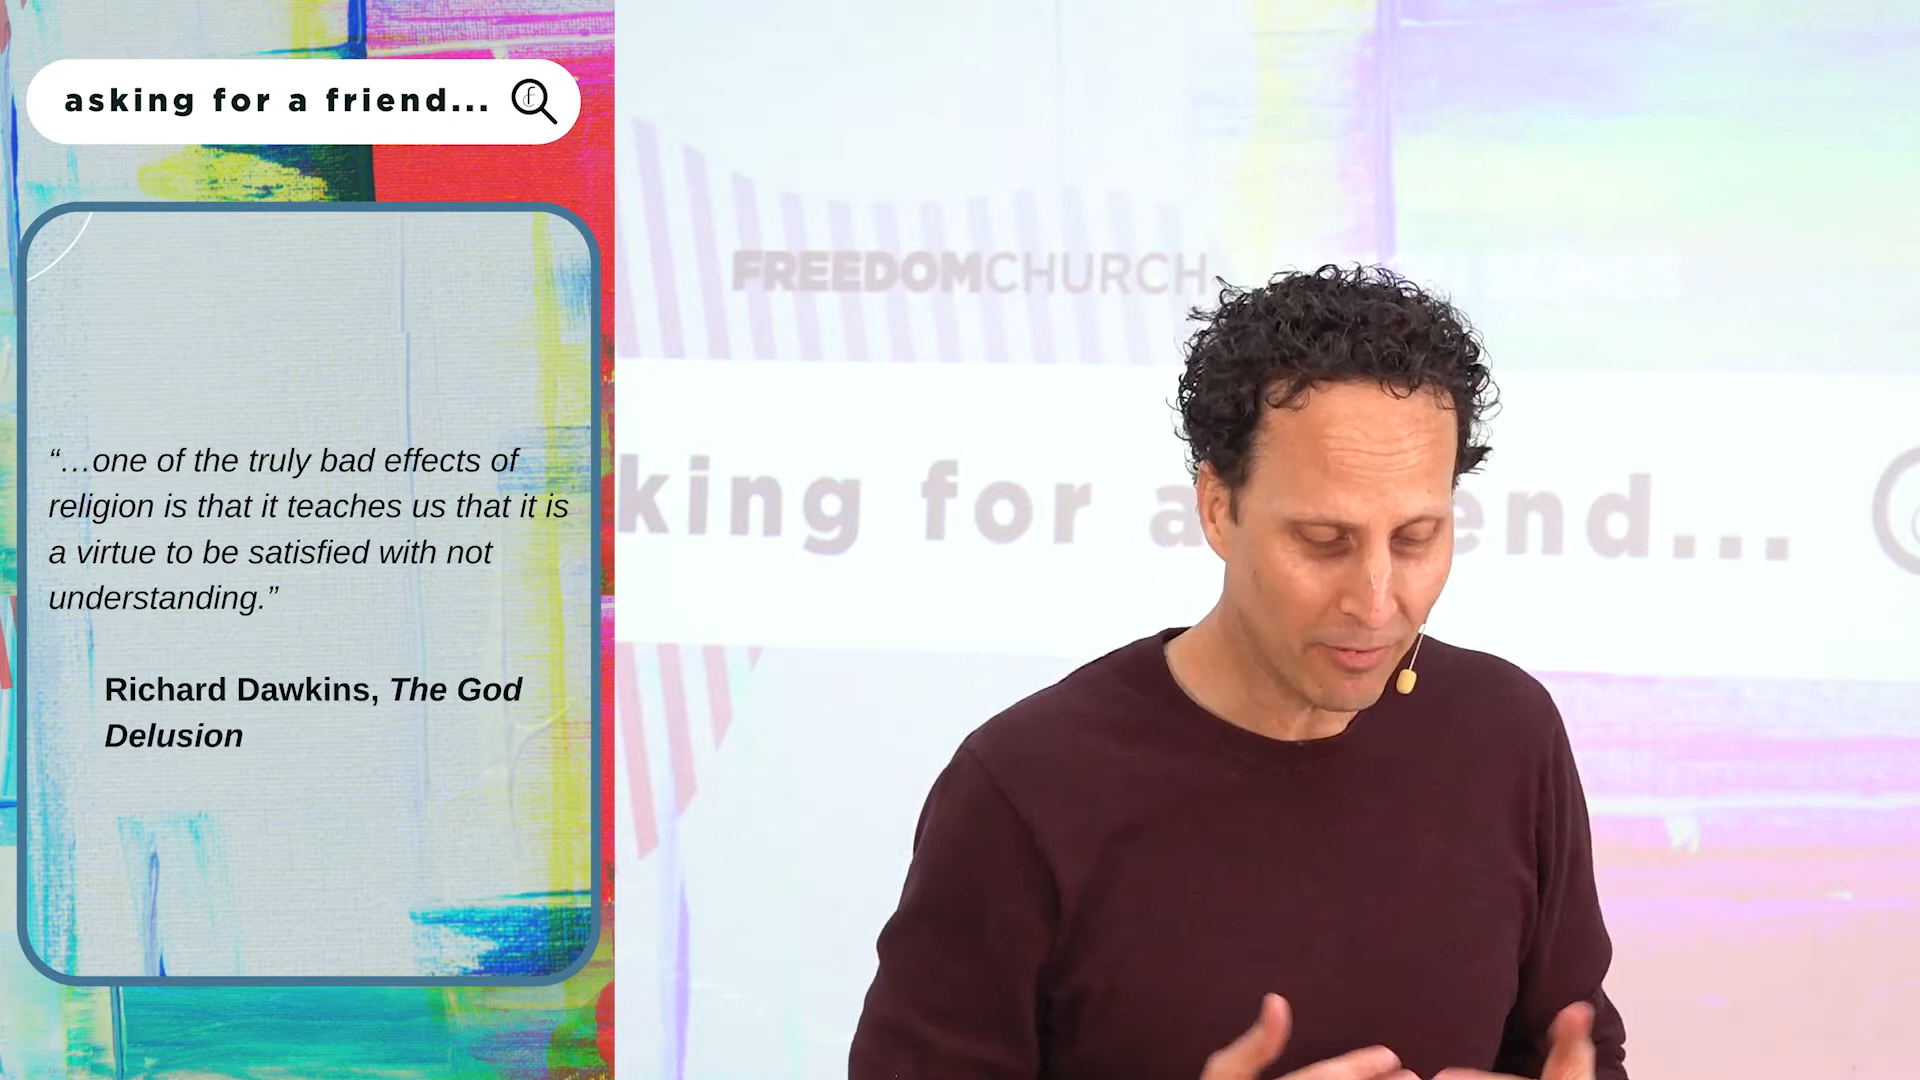 asking for a friend...
“…one of the truly bad effects of
religion is that it teaches us that it is
a virtue to be satisfied with not
understanding.”
Richard Dawkins, The God
Delusion
FREEDOMCHURCH
king for a end...